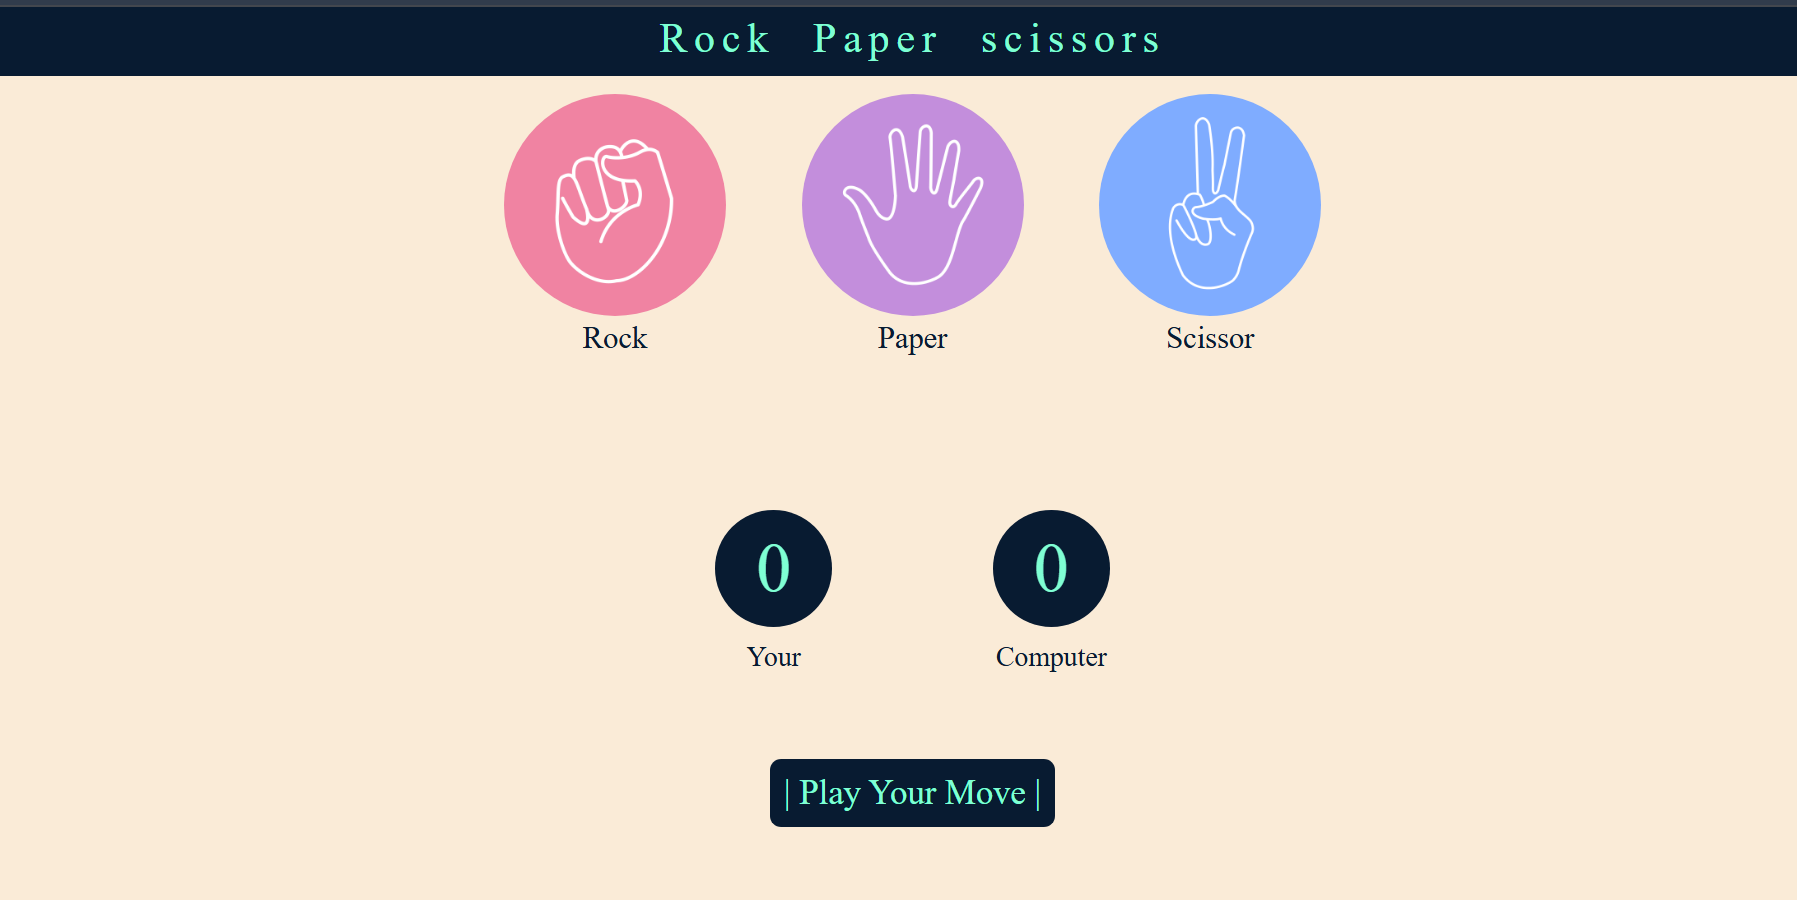 Rock Paper scissors
Rock Paper Scissor
0 0
Your Computer
| Play Your Move |